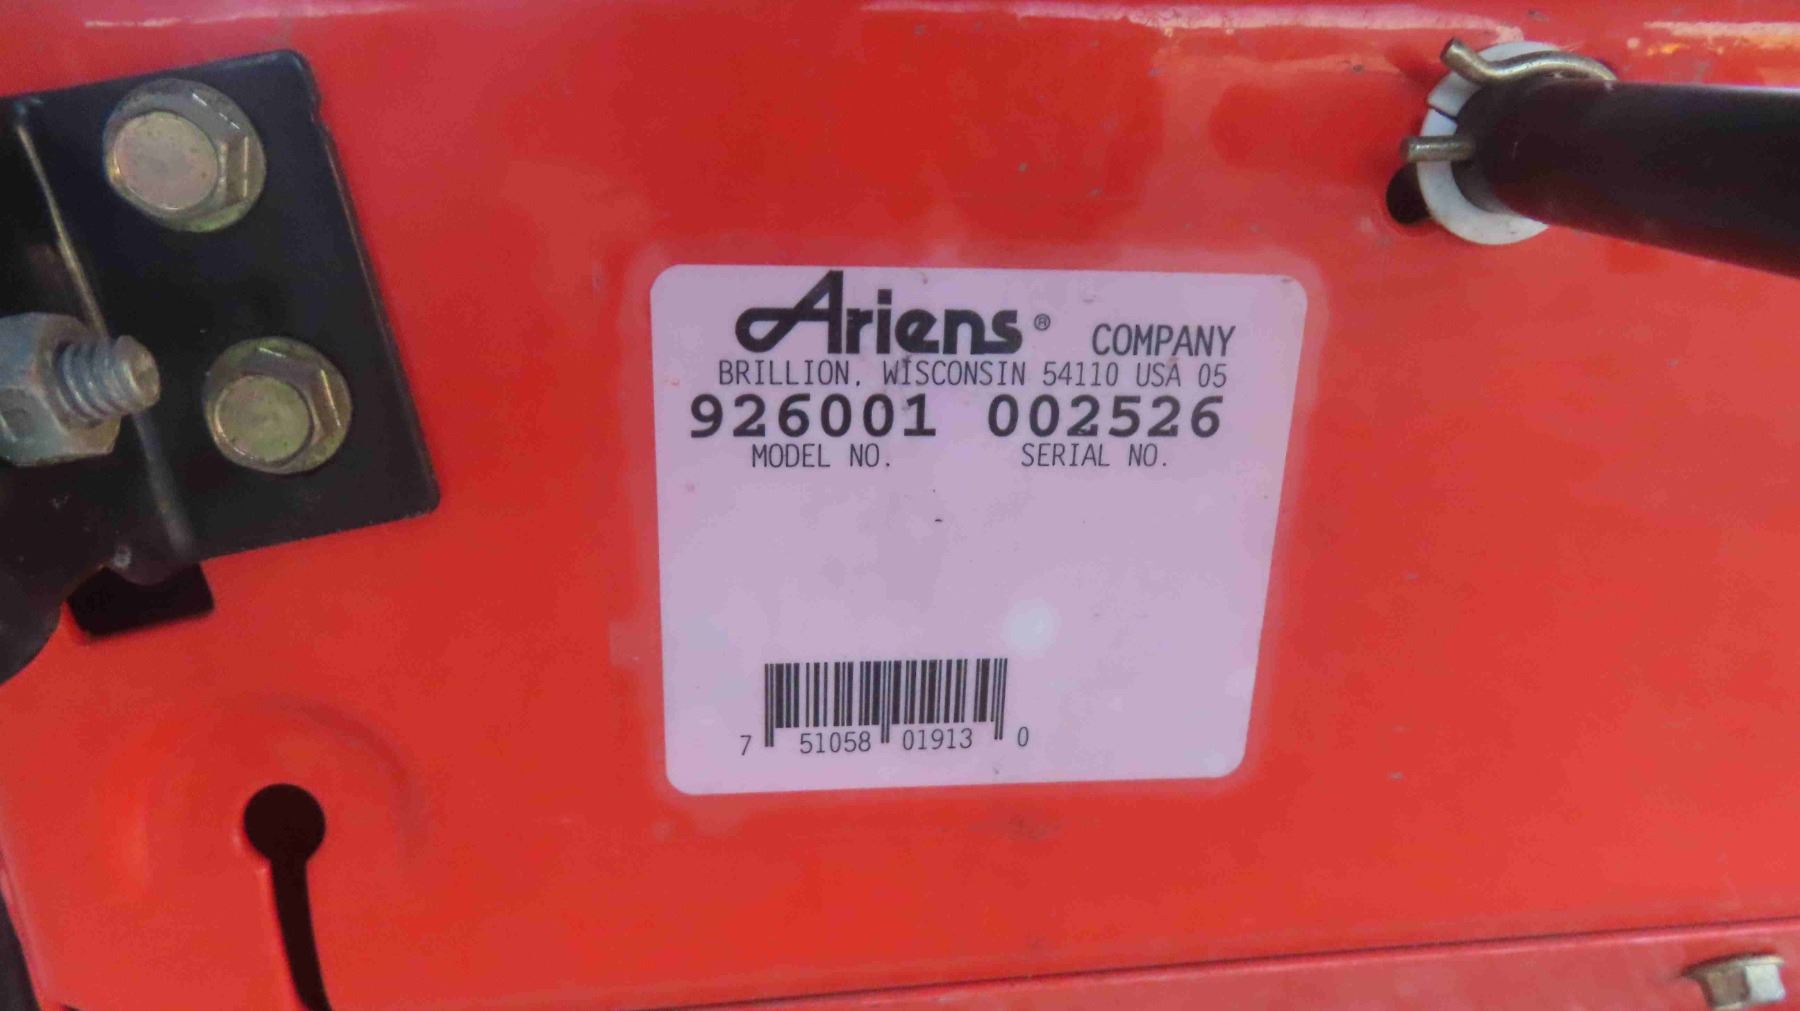 Ariens® COMPANY
BRILLION, WISCONSIN 54110 USA 05
926001 002526
MODEL NO. SERIAL NO.
7 51058 01913 0